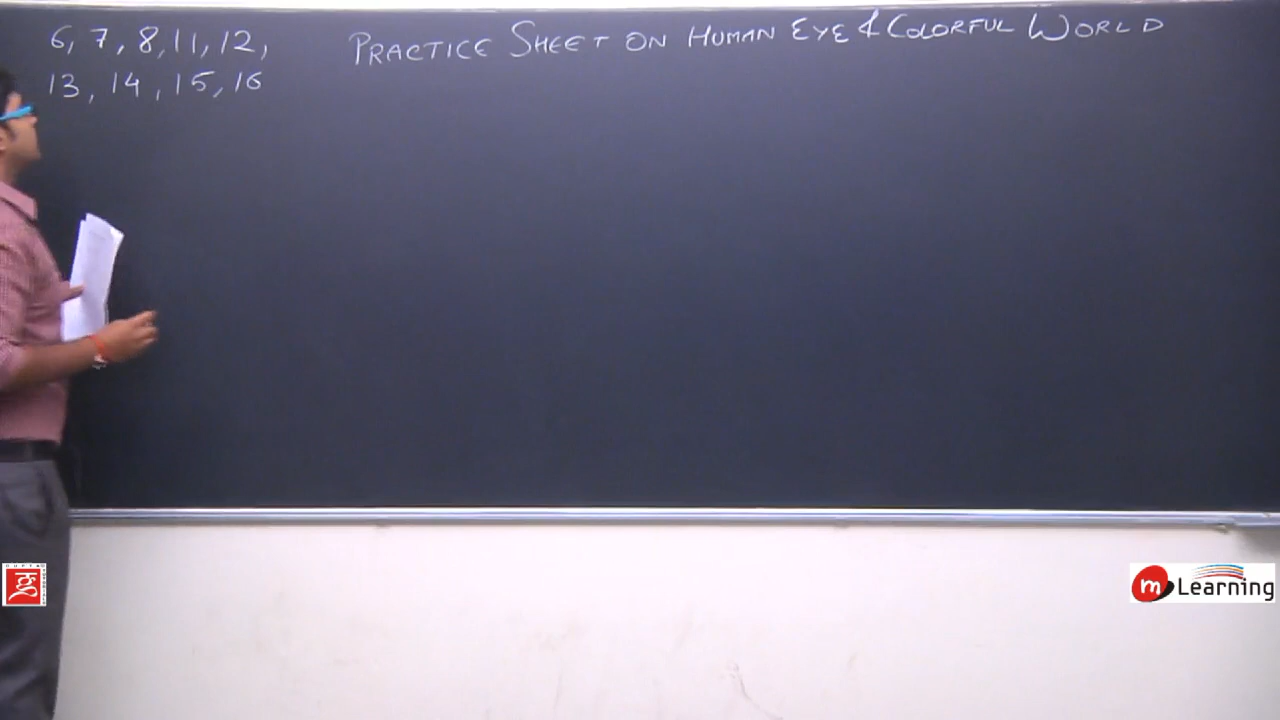 6, 7, 8, 11, 12,
13, 14, 15, 16
PRACTICE SHEET ON HUMAN EYE & COLORFUL WORLD
m Learning